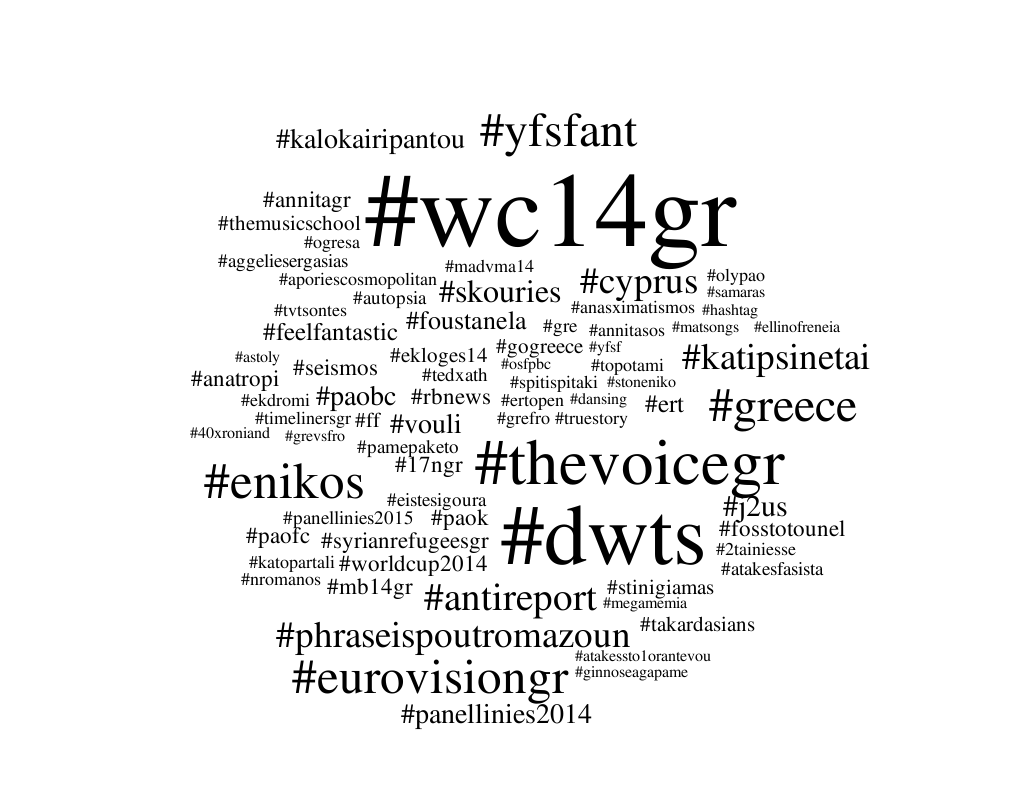 #kalokairipantou #yfsfant
#annitagr #wc14gr
#themusicschool
#ogresa
#aggeliesergasias #madvma14
#aporiescosmopolitan #skouries #cyprus #olypao
#autopsia #samaras
#tvtsontes #anasximatismos #hashtag
#feelfantastic #foustanela #gre #annitasos #matsongs #ellinofreneia
#astoly #ekloges14 #gogreece #yfsf #katipsinetai
#anatropi #seismos #tedxath #osfpbc #topotami
#spitispitaki #stoneniko
#ekdromi #paobc #rbnews #ertopen #dansing #ert #greece
#timelinersgr #ff #vouli #grefro #truestory
#40xroniand #grevsfro
#pamepaketo
#17ngr #thevoicegr
#enikos
#eistesigoura #j2us
#panellinies2015 #paok #dwts #fosstotounel
#paofc #syrianrefugeesgr #2tainiesse
#katopartali #worldcup2014 #atakesfasista
#nromanos #mb14gr #antireport #stinigiamas
#megamemia
#phraseispoutromazoun #takardasians
#eurovisiongr #atakessto1orantevou
#ginnoseagapame
#panellinies2014